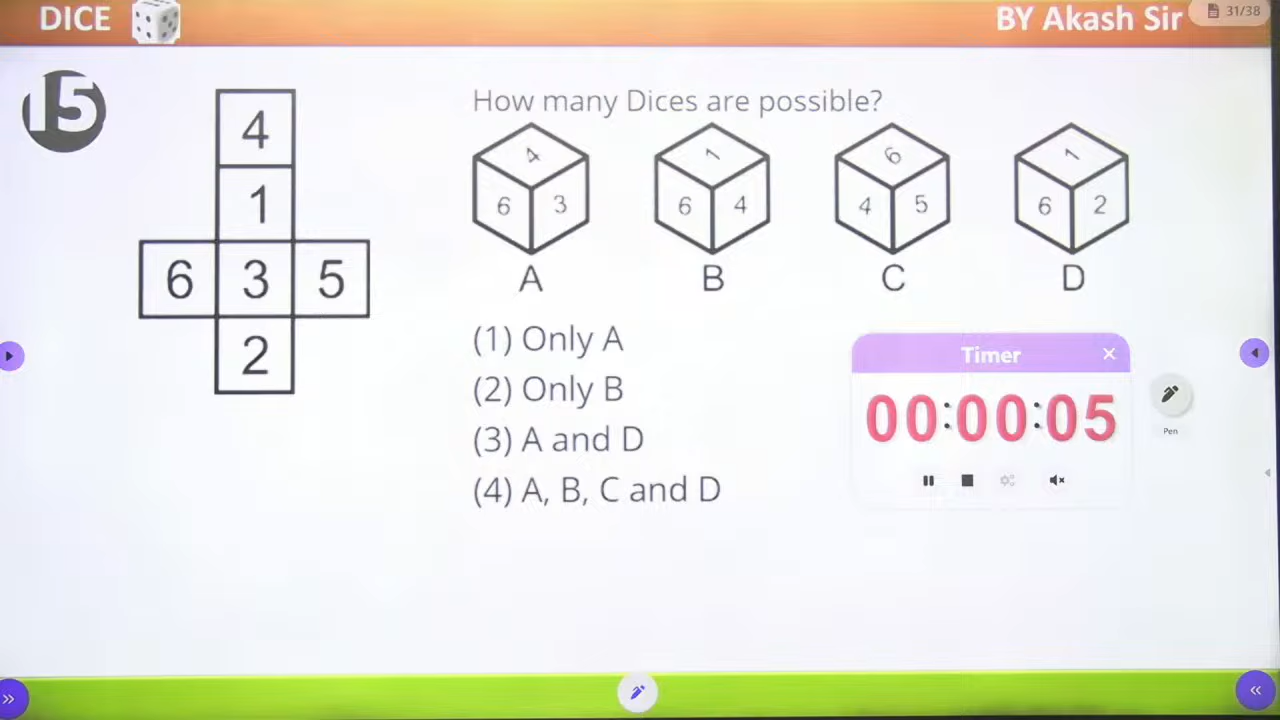 DICE
BY Akash Sir
31/38
15
4
1
6 3 5
2
How many Dices are possible?
4
6 3
A
1
6 4
B
6
4 5
C
1
6 2
D
(1) Only A
(2) Only B
(3) A and D
(4) A, B, C and D
Timer
00:00:05
Pen